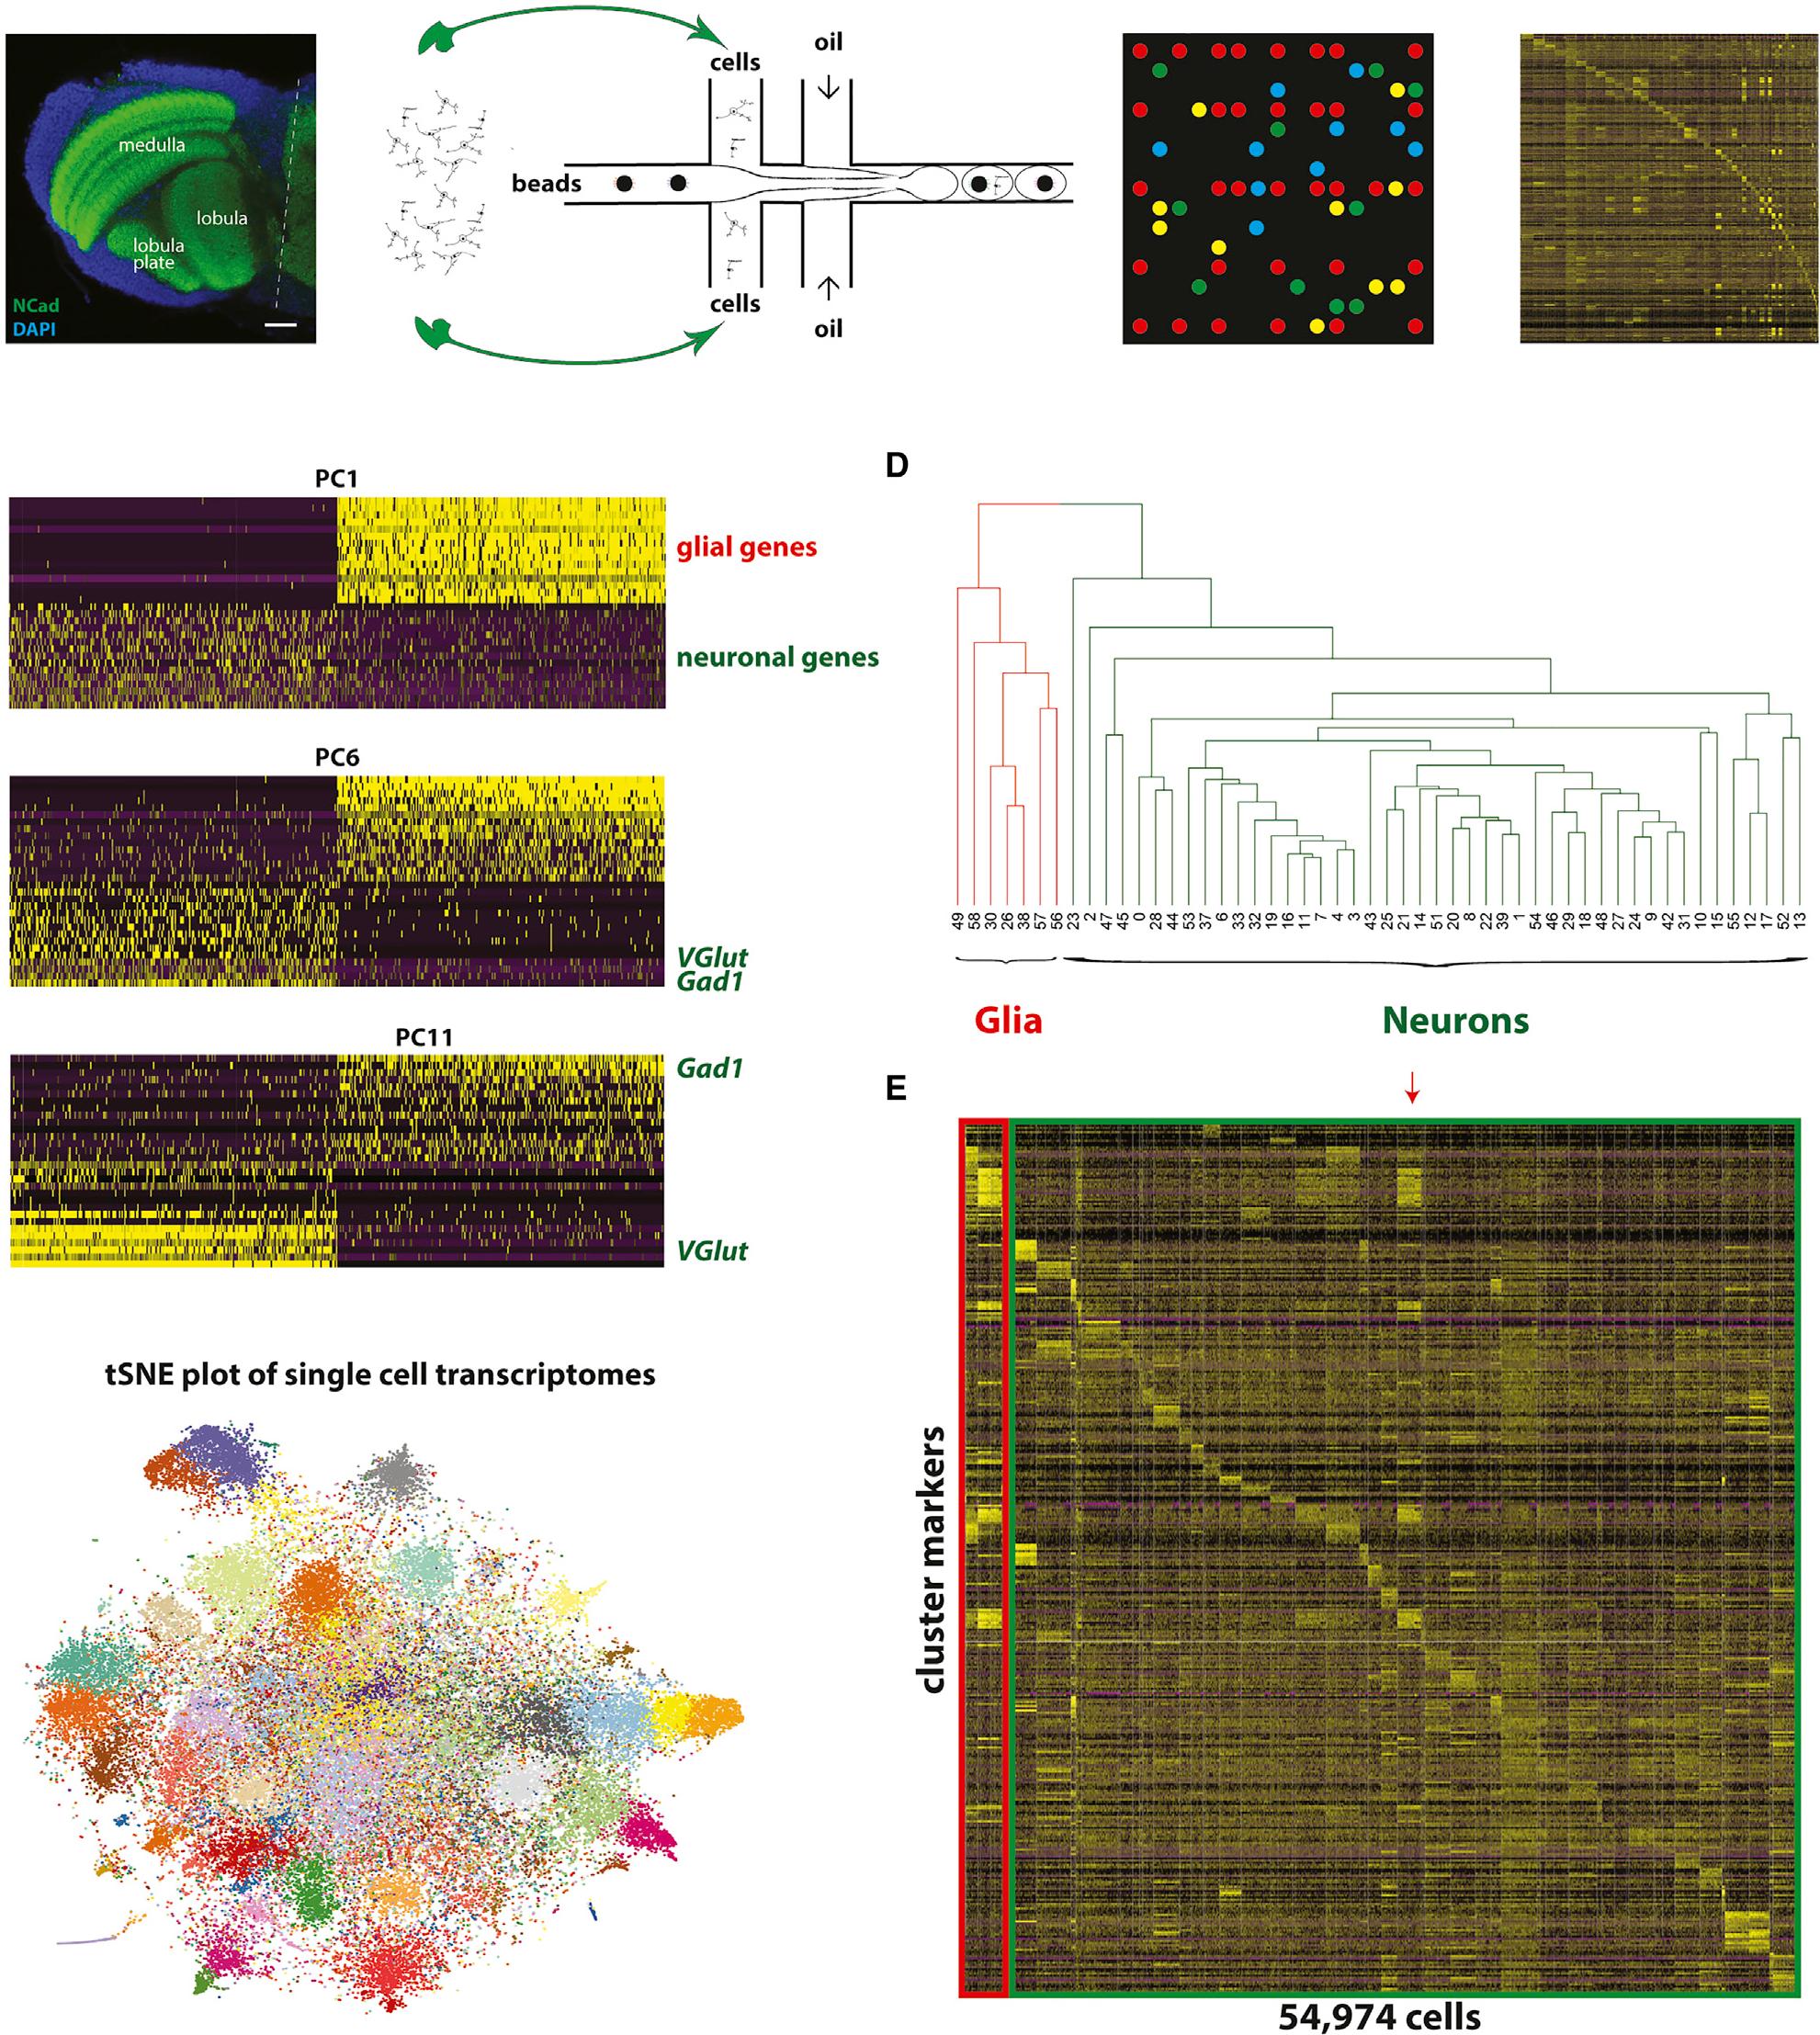 oil
cells
medulla
lobula
lobula
plate
NCad
DAPI
beads
cells
oil
PC1
glial genes
neuronal genes
PC6
VGlut
Gad1
PC11
Gad1
VGlut
tSNE plot of single cell transcriptomes
D
49 58 30 26 38 57 56 23 2 47 45 0 28 44 53 37 6 33 32 19 16 11 7 4 3 43 25 21 14 51 20 8 22 39 1 54 46 29 18 48 27 24 9 42 31 10 15 55 12 17 52 13
Glia
Neurons
E
cluster markers
54,974 cells